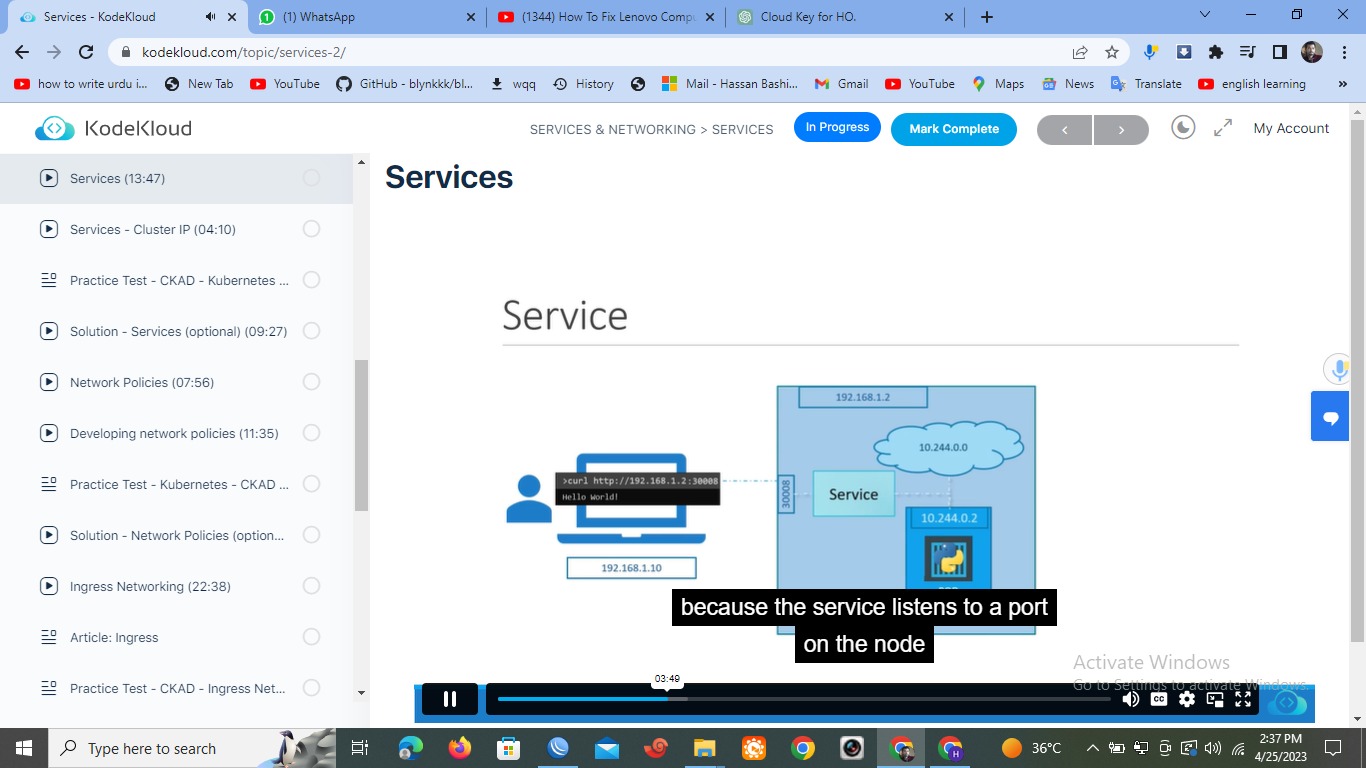 Services - KodeKloud
(1) WhatsApp
(1344) How To Fix Lenovo Compu
Cloud Key for HO.
kodekloud.com/topic/services-2/
how to write urdu i...
New Tab
YouTube
GitHub - blynkkk/bl...
wqq
History
Mail - Hassan Bashi...
Gmail
YouTube
Maps
News
Translate
english learning
»
KodeKloud
SERVICES & NETWORKING > SERVICES
In Progress
Mark Complete
My Account
Services (13:47)
Services - Cluster IP (04:10)
Practice Test - CKAD - Kubernetes ...
Solution - Services (optional) (09:27)
Network Policies (07:56)
Developing network policies (11:35)
Practice Test - Kubernetes - CKAD ...
Solution - Network Policies (option...
Ingress Networking (22:38)
Article: Ingress
Practice Test - CKAD - Ingress Net...
Services
Service
192.168.1.2
10.244.0.0
>curl http://192.168.1.2:30008
Hello World!
30008
Service
10.244.0.2
192.168.1.10
because the service listens to a port
on the node
Activate Windows
Go to Settings to activate Windows.
03:49
CC
Type here to search
H
36°C
2:37 PM
4/25/2023